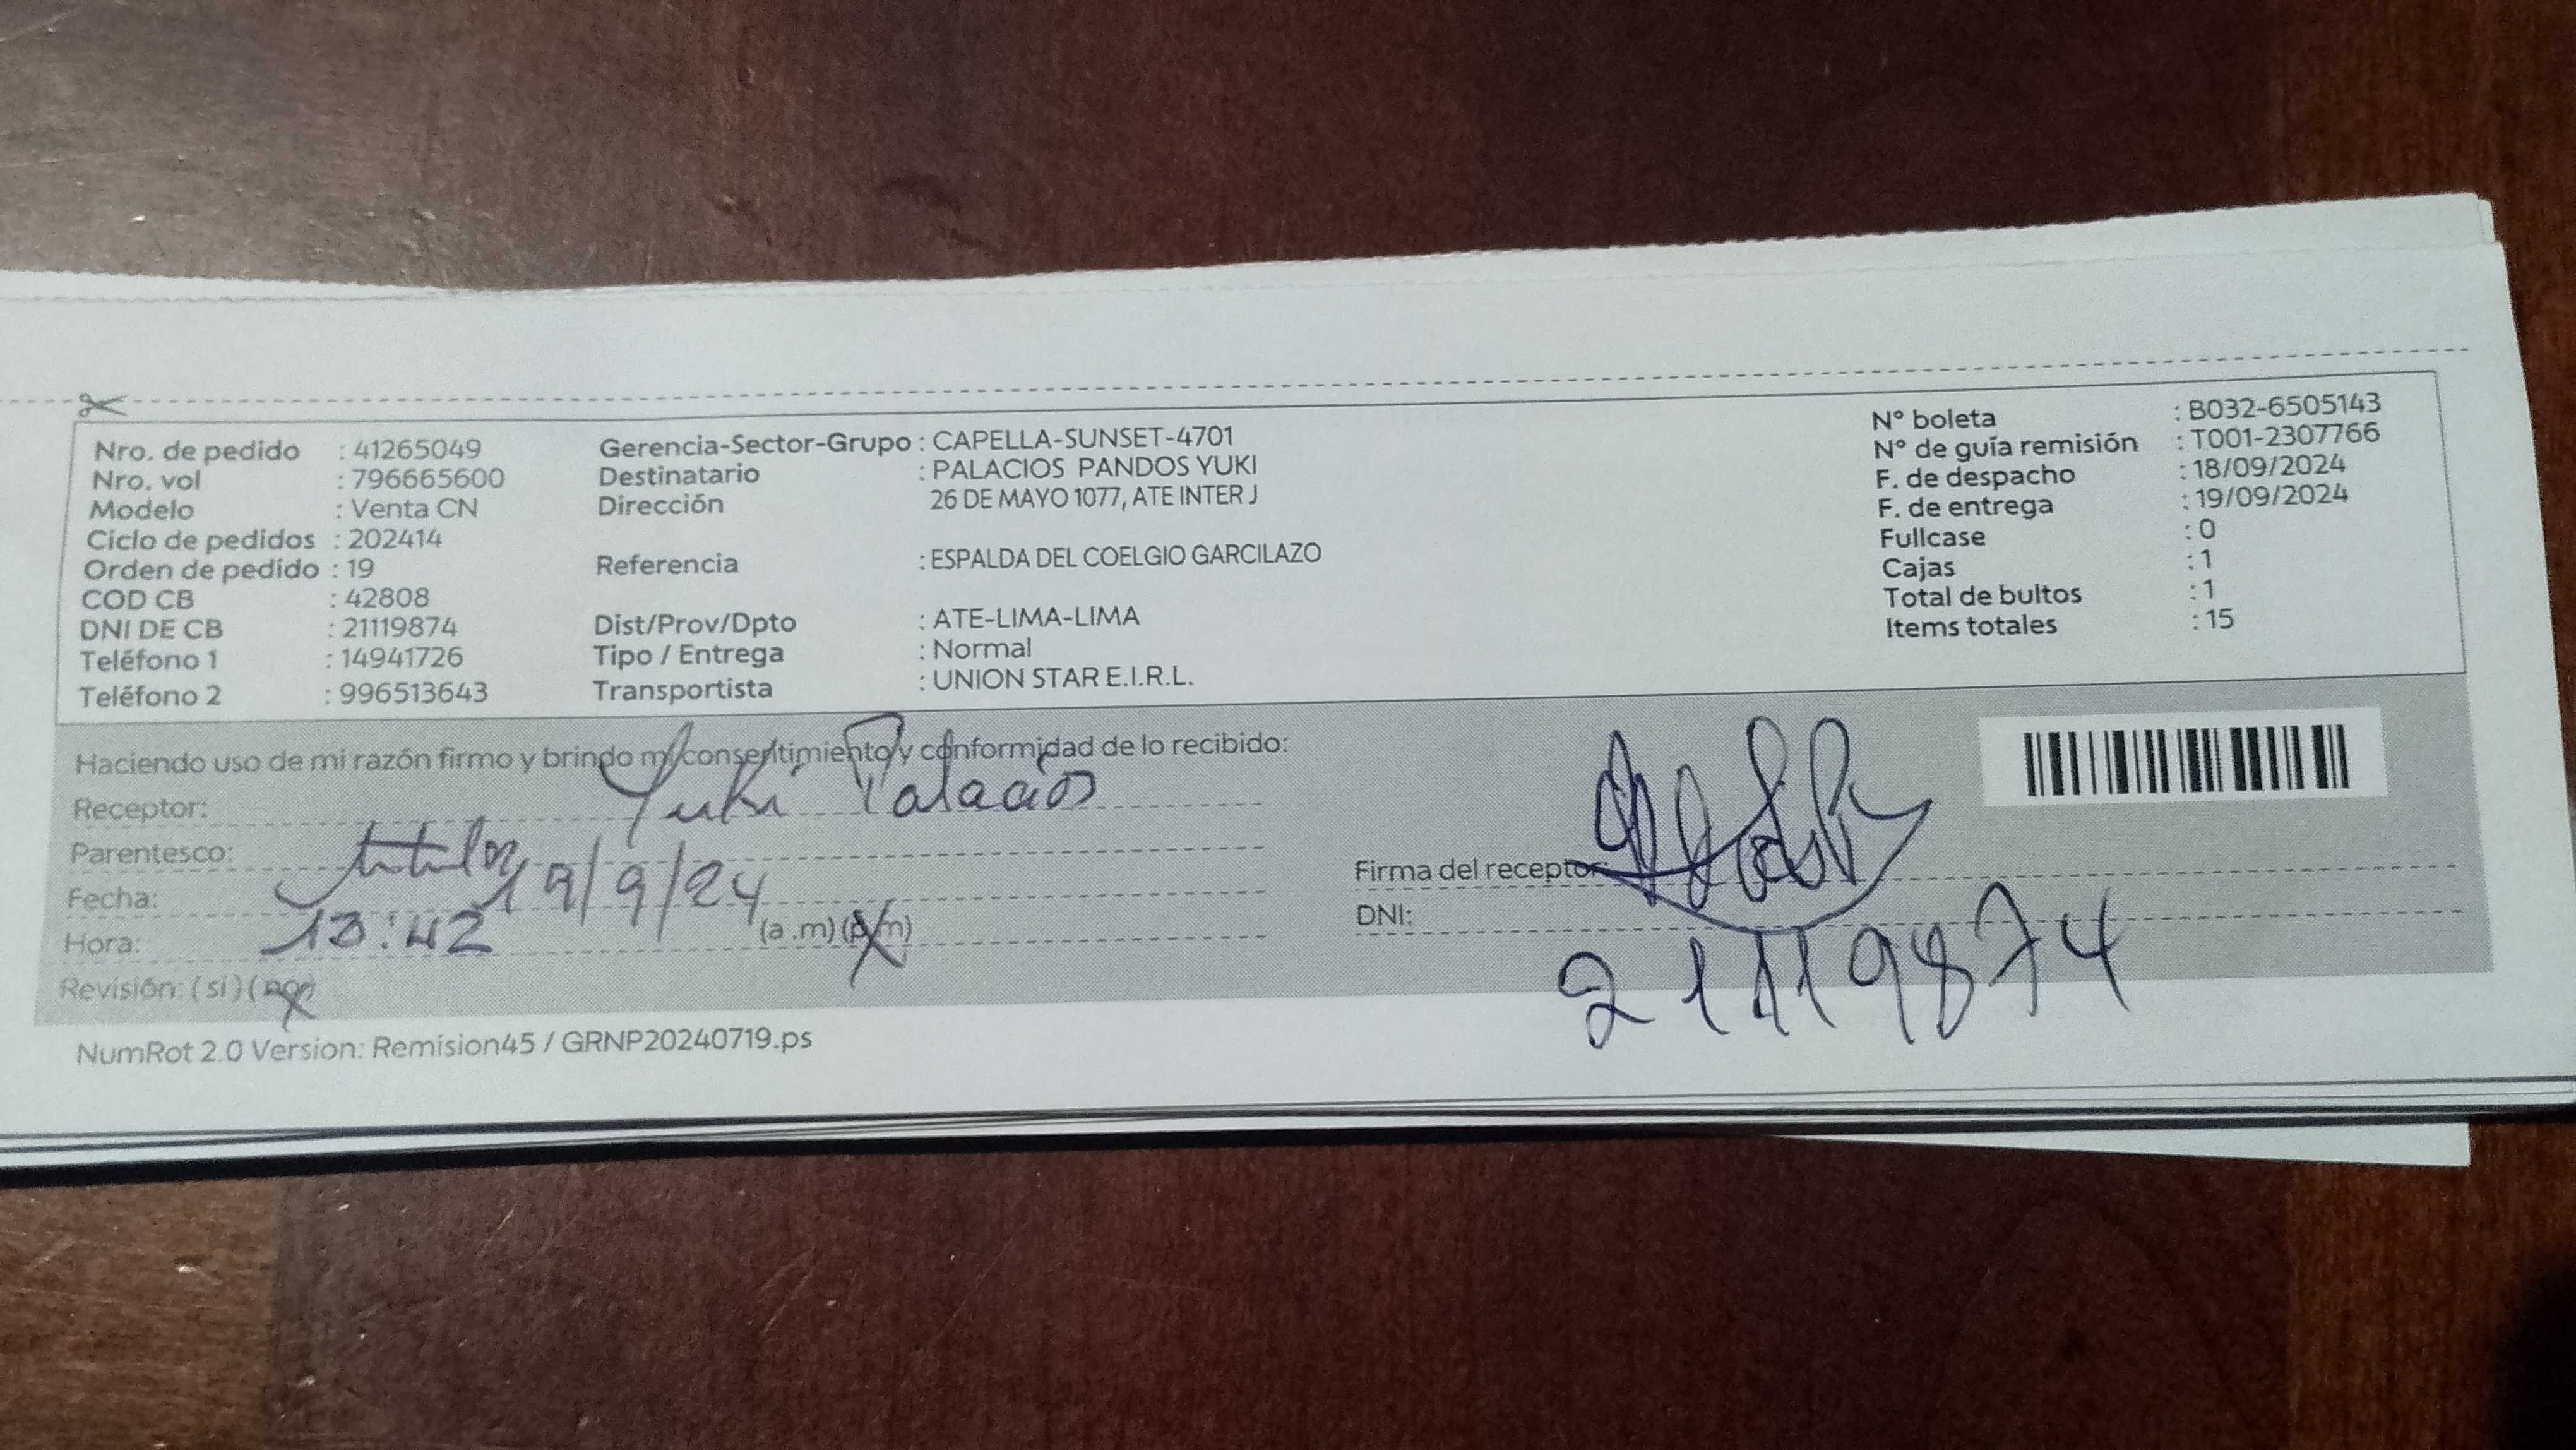 Nro. de pedido : 41265049
Nro. vol : 796665600
Modelo : Venta CN
Ciclo de pedidos : 202414
Orden de pedido : 19
COD CB : 42808
DNI DE CB : 21119874
Teléfono 1 : 14941726
Teléfono 2 : 996513643
Gerencia-Sector-Grupo : CAPELLA-SUNSET-4701
Destinatario : PALACIOS PANDOS YUKI
Dirección 26 DE MAYO 1077, ATE INTER J
Referencia : ESPALDA DEL COELGIO GARCILAZO
Dist/Prov/Dpto : ATE-LIMA-LIMA
Tipo / Entrega : Normal
Transportista : UNION STAR E.I.R.L.
N° boleta : B032-6505143
N° de guía remisión : T001-2307766
F. de despacho : 18/09/2024
F. de entrega : 19/09/2024
Fullcase : 0
Cajas : 1
Total de bultos : 1
Items totales : 15
Haciendo uso de mi razón firmo y brindo mi consentimiento y conformidad de lo recibido:
Receptor: Yuki Palacios
Parentesco: titular
Fecha: 19/9/24
Hora: 13:42 (a .m) (p.m)
Revisión: (si) (no)
Firma del receptor:
DNI: 21119874
NumRot 2.0 Version: Remision45 / GRNP20240719.ps